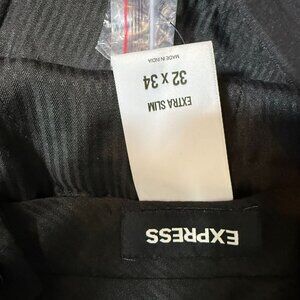 EXPRESS
EXTRA SLIM
32 X 34
MADE IN INDIA